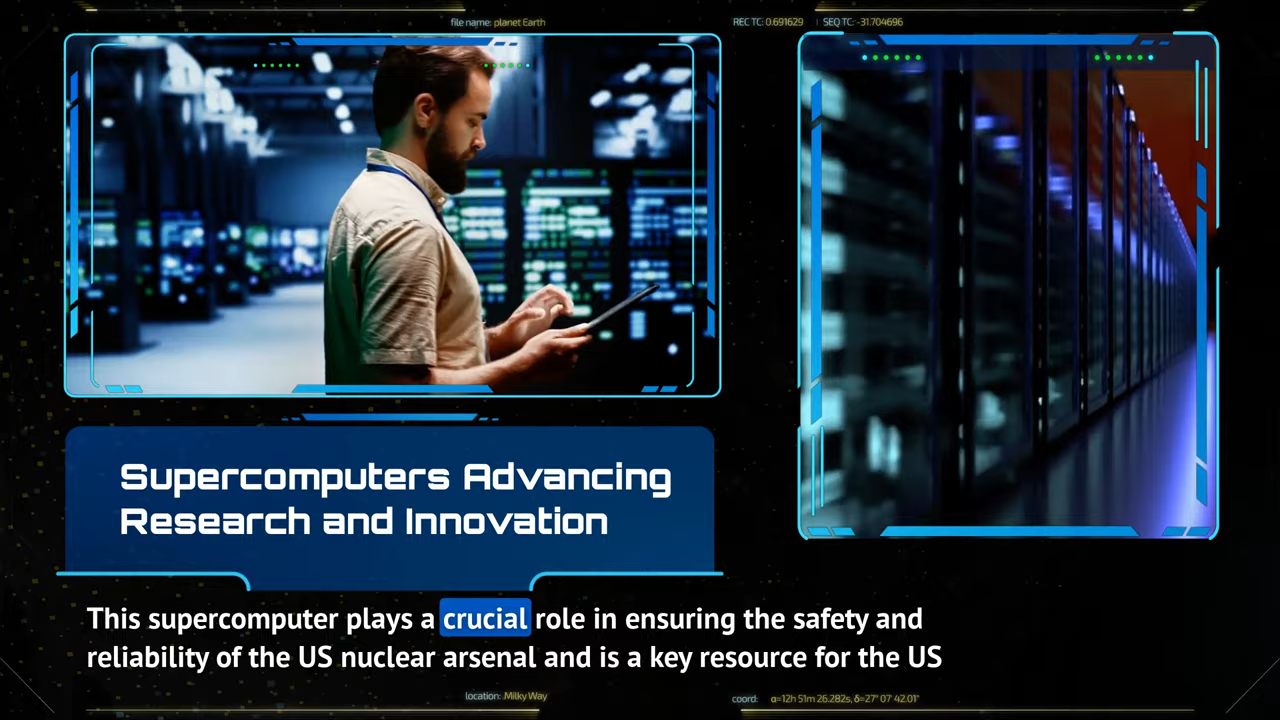 file name: planet Earth
REC TC: 0.691629 | SEQ TC: -31.704696
Supercomputers Advancing
Research and Innovation
This supercomputer plays a crucial role in ensuring the safety and
reliability of the US nuclear arsenal and is a key resource for the US
location: Milky Way
coord: α=12h 51m 26.282s, δ=27° 07′ 42.01″